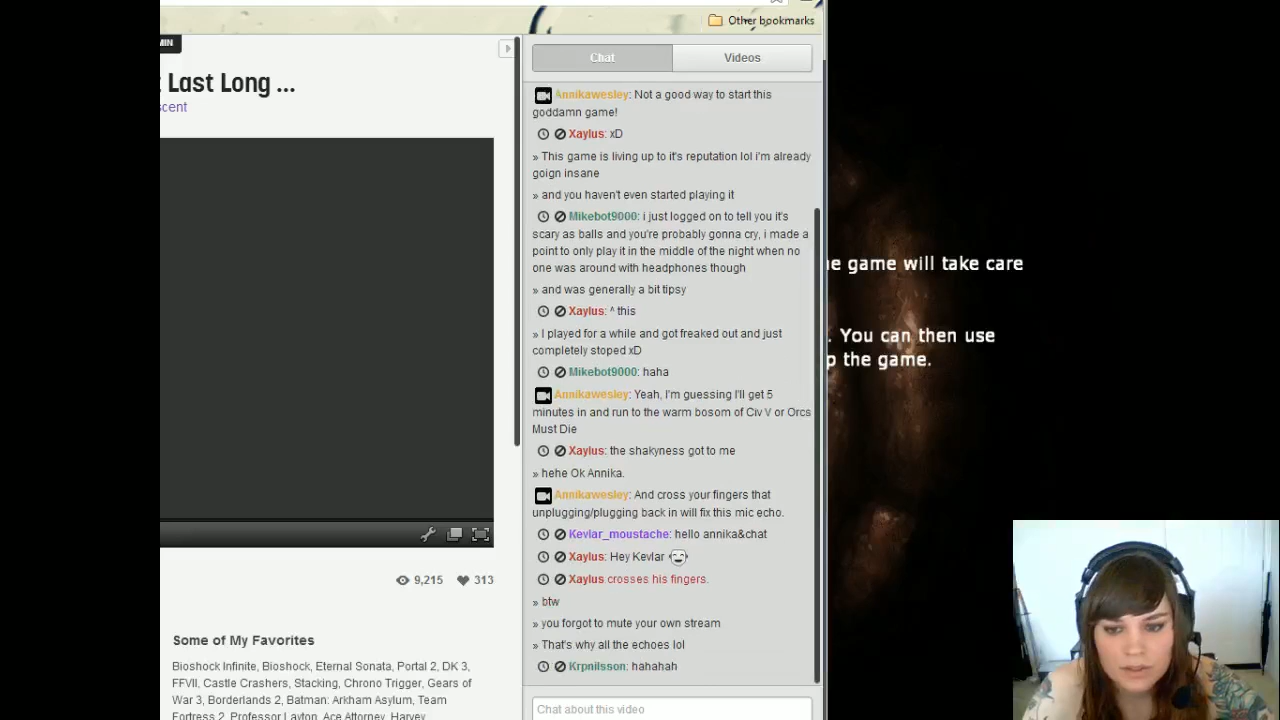 Other bookmarks
MIN
Last Long ...
scent
Chat
Videos
Annikawesley: Not a good way to start this
goddamn game!
Xaylus: xD
» This game is living up to it's reputation lol i'm already
goign insane
» and you haven't even started playing it
Mikebot9000: i just logged on to tell you it's
scary as balls and you're probably gonna cry, i made a
point to only play it in the middle of the night when no
one was around with headphones though
» and was generally a bit tipsy
Xaylus: ^ this
» I played for a while and got freaked out and just
completely stoped xD
Mikebot9000: haha
Annikawesley: Yeah, I'm guessing I'll get 5
minutes in and run to the warm bosom of Civ V or Orcs
Must Die
Xaylus: the shakyness got to me
» hehe Ok Annika.
Annikawesley: And cross your fingers that
unplugging/plugging back in will fix this mic echo.
Kevlar_moustache: hello annika&chat
Xaylus: Hey Kevlar
Xaylus crosses his fingers.
» btw
» you forgot to mute your own stream
» That's why all the echoes lol
Krpnilsson: hahahah
Chat about this video
9,215 313
Some of My Favorites
Bioshock Infinite, Bioshock, Eternal Sonata, Portal 2, DK 3,
FFVII, Castle Crashers, Stacking, Chrono Trigger, Gears of
War 3, Borderlands 2, Batman: Arkham Asylum, Team
Fortress 2, Professor Layton, Ace Attorney, Harvey
e game will take care
. You can then use
p the game.